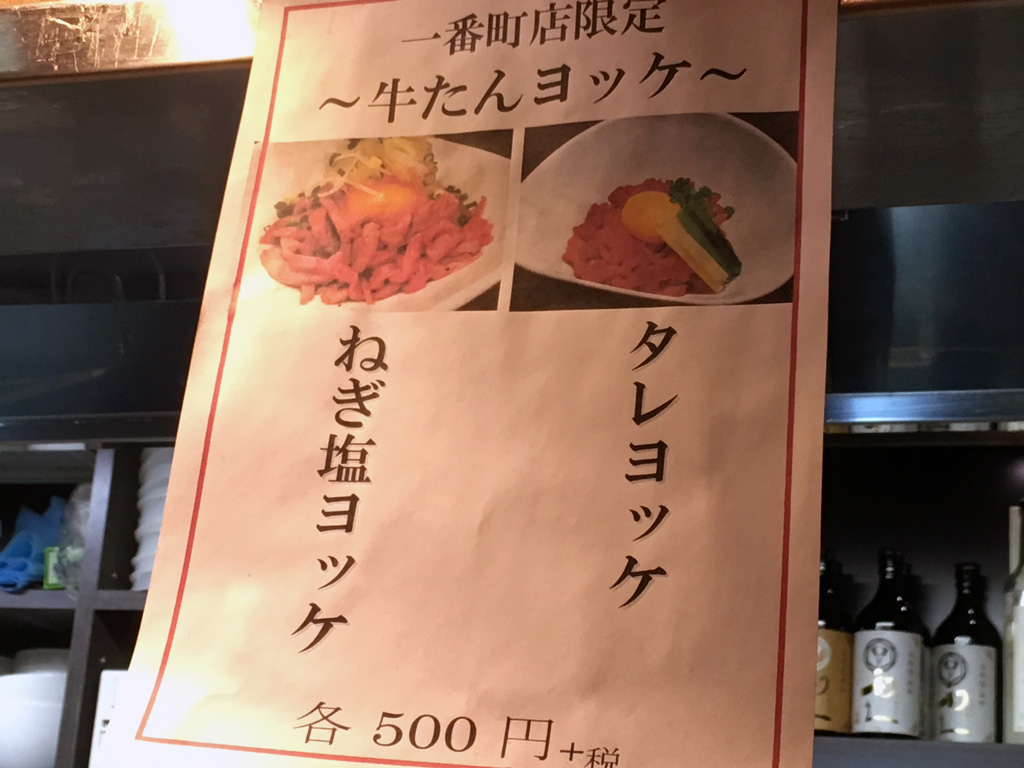 一番町店限定
～牛たんヨッケ～
タレヨッケ
ねぎ塩ヨッケ
各 500 円+税